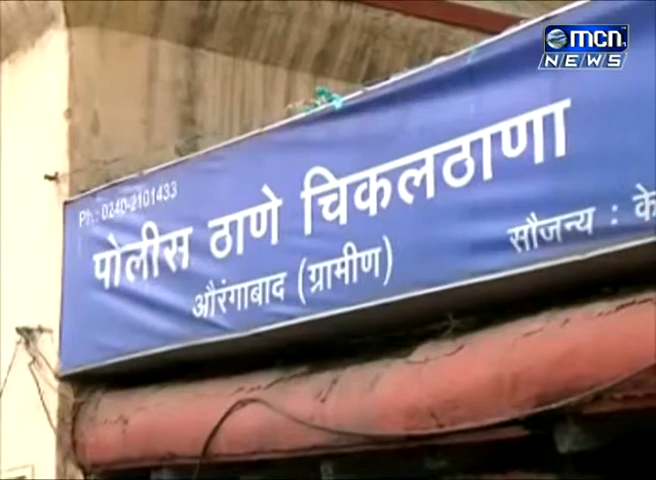 mcn
NEWS
Ph.: 0240-2101433
पोलीस ठाणे चिकलठाणा
औरंगाबाद (ग्रामीण)
सौजन्य :